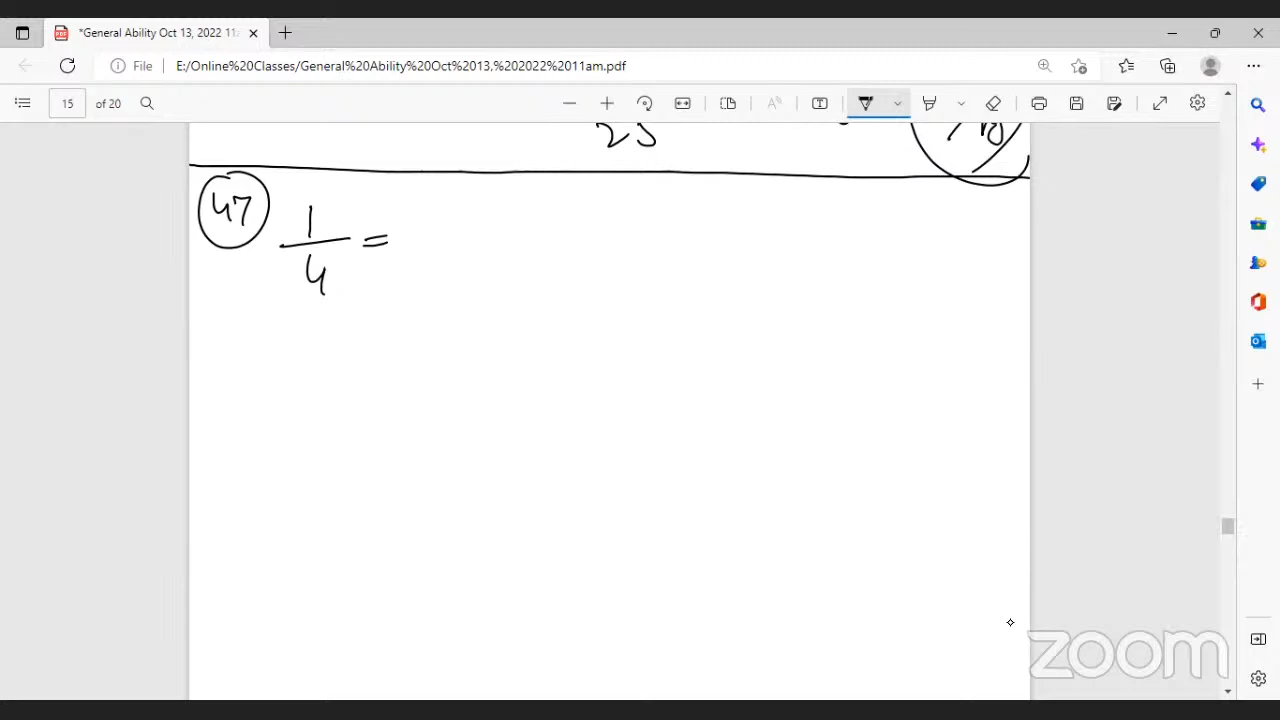 *General Ability Oct 13, 2022 11
File
E:/Online%20Classes/General%20Ability%20Oct%2013,%202022%2011am.pdf
15 of 20
25
47
1
4 =
zoom